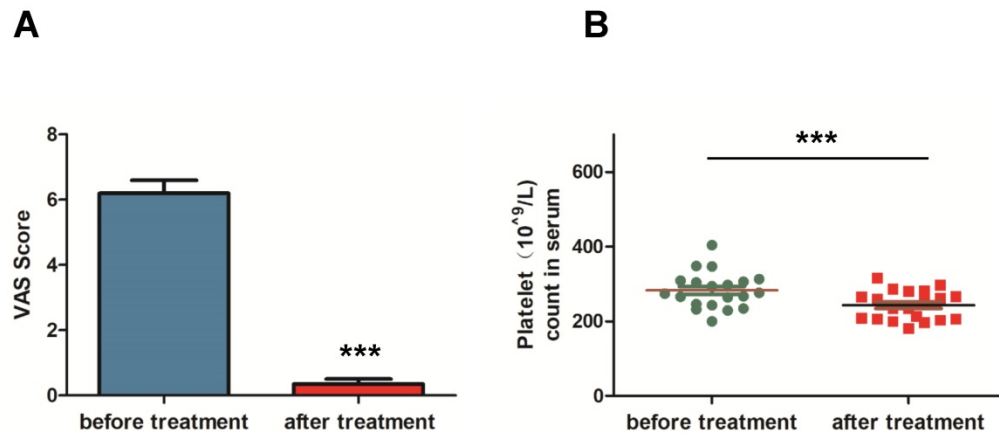 A
B
8
6
4
2
0
VAS Score
***
before treatment
after treatment
***
600
400
200
0
Platelet（10^9/L)
count in serum
before treatment
after treatment